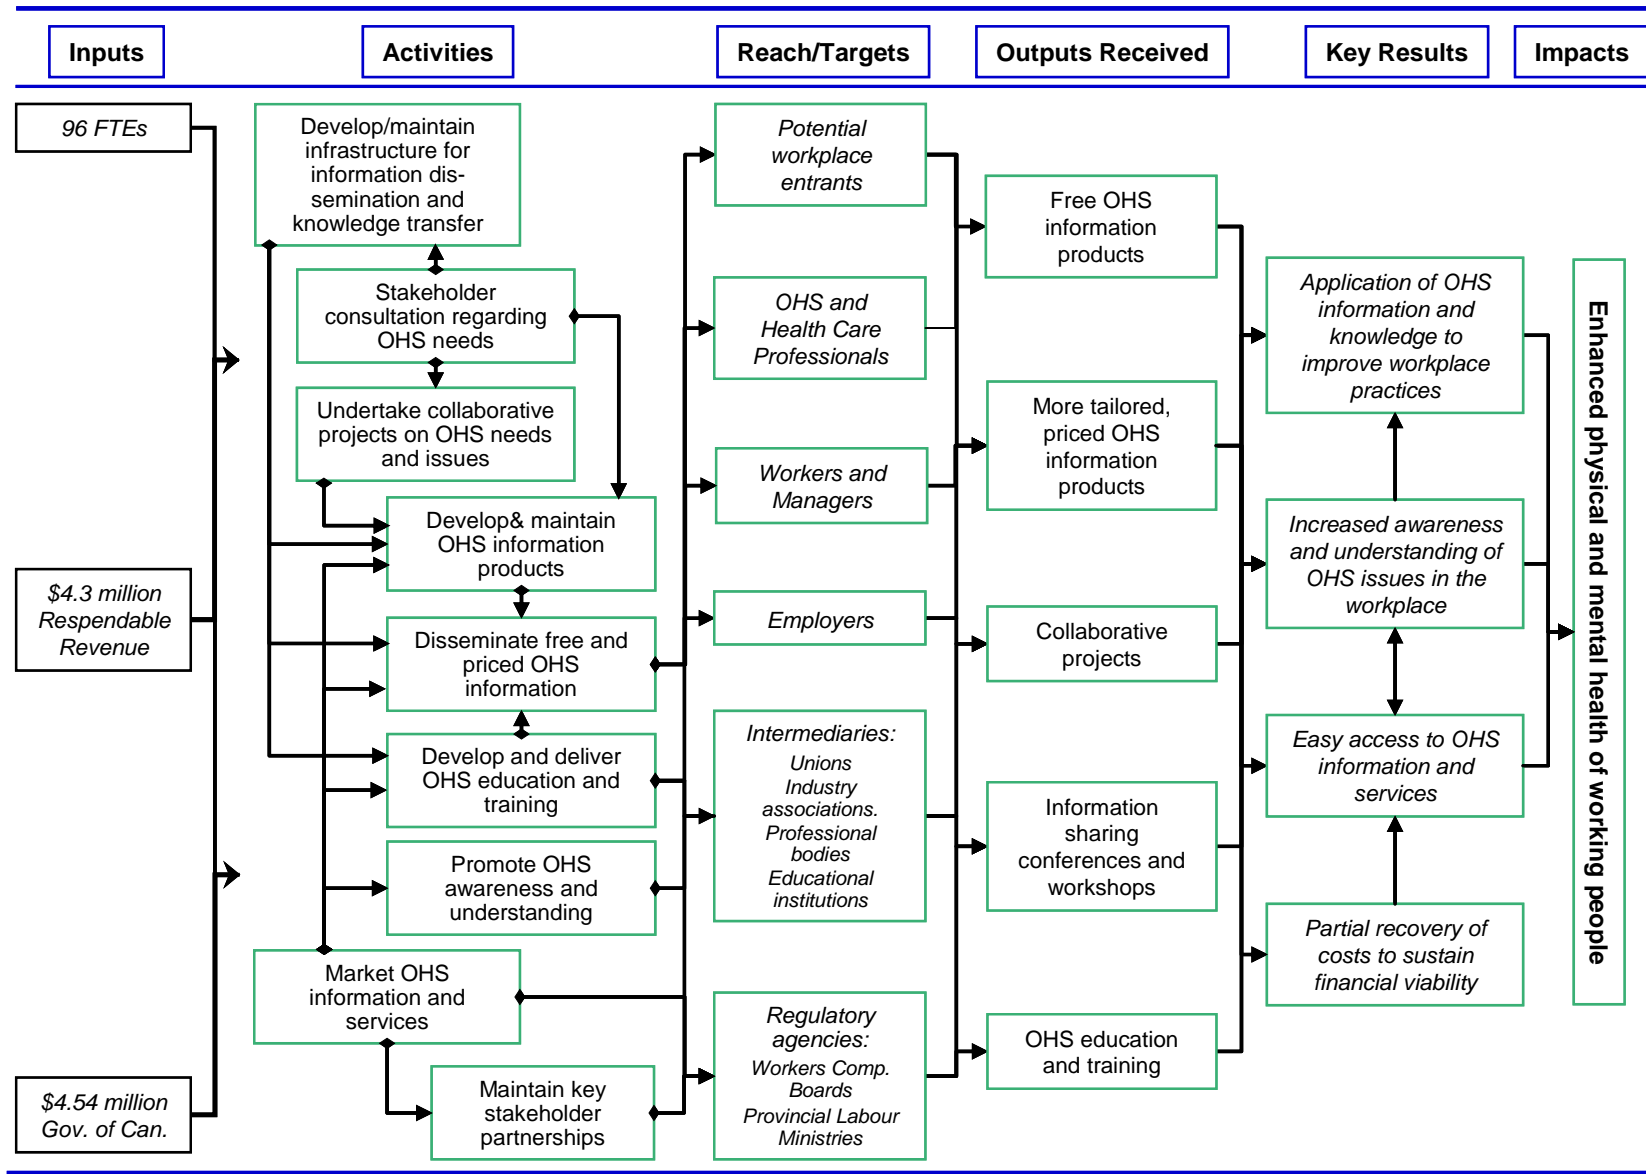 Inputs
Activities
Reach/Targets
Outputs Received
Key Results
Impacts
96 FTEs
$4.3 million
Respendable
Revenue
$4.54 million
Gov. of Can.
Develop/maintain
infrastructure for
information dis-
semination and
knowledge transfer
Stakeholder
consultation regarding
OHS needs
Undertake collaborative
projects on OHS needs
and issues
Develop& maintain
OHS information
products
Disseminate free and
priced OHS
information
Develop and deliver
OHS education and
training
Promote OHS
awareness and
understanding
Market OHS
information and
services
Maintain key
stakeholder
partnerships
Potential
workplace
entrants
OHS and
Health Care
Professionals
Workers and
Managers
Employers
Intermediaries:
Unions
Industry
associations.
Professional
bodies
Educational
institutions
Regulatory
agencies:
Workers Comp.
Boards
Provincial Labour
Ministries
Free OHS
information
products
More tailored,
priced OHS
information
products
Collaborative
projects
Information
sharing
conferences and
workshops
OHS education
and training
Application of OHS
information and
knowledge to
improve workplace
practices
Increased awareness
and understanding of
OHS issues in the
workplace
Easy access to OHS
information and
services
Partial recovery of
costs to sustain
financial viability
Enhanced physical and mental health of working people